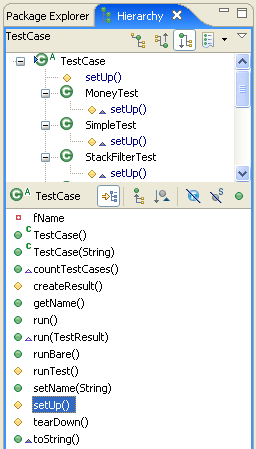 Package Explorer Hierarchy
TestCase
TestCase
setUp()
MoneyTest
setUp()
SimpleTest
setUp()
StackFilterTest
setUp()
TestCase
fName
TestCase()
TestCase(String)
countTestCases()
createResult()
getName()
run()
run(TestResult)
runBare()
runTest()
setName(String)
setUp()
tearDown()
toString()